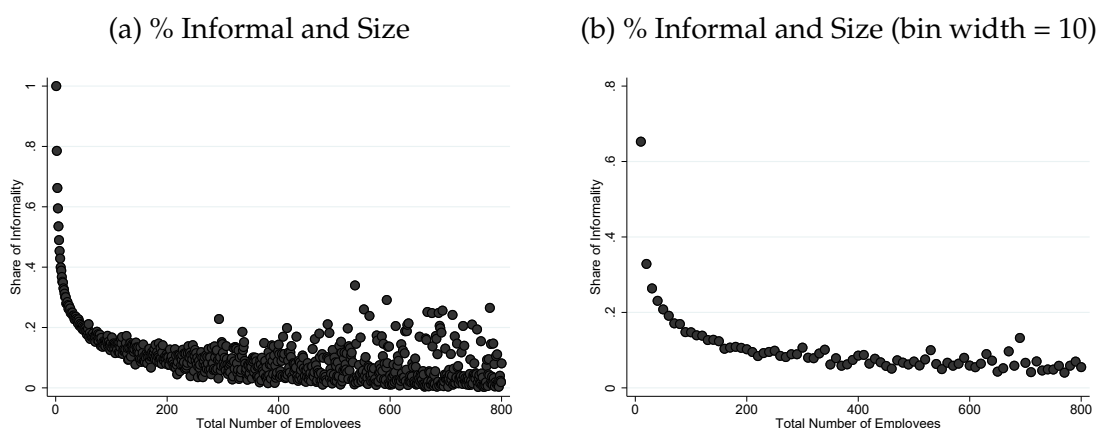 (a) % Informal and Size
1
.8
.6
.4
.2
0
Share of Informality
0 200 400 600 800
Total Number of Employees
(b) % Informal and Size (bin width = 10)
.8
.6
.4
.2
0
Share of Informality
0 200 400 600 800
Total Number of Employees